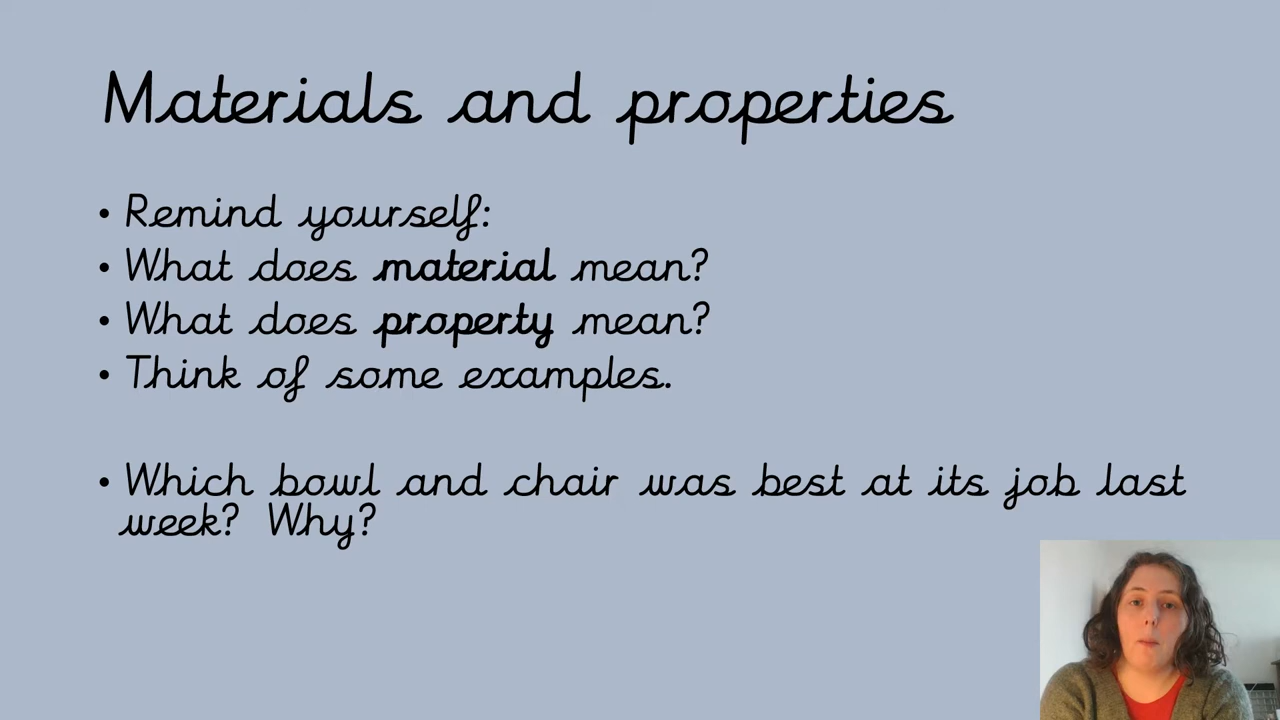 Materials and properties
• Remind yourself:
• What does material mean?
• What does property mean?
• Think of some examples.
• Which bowl and chair was best at its job last
week? Why?